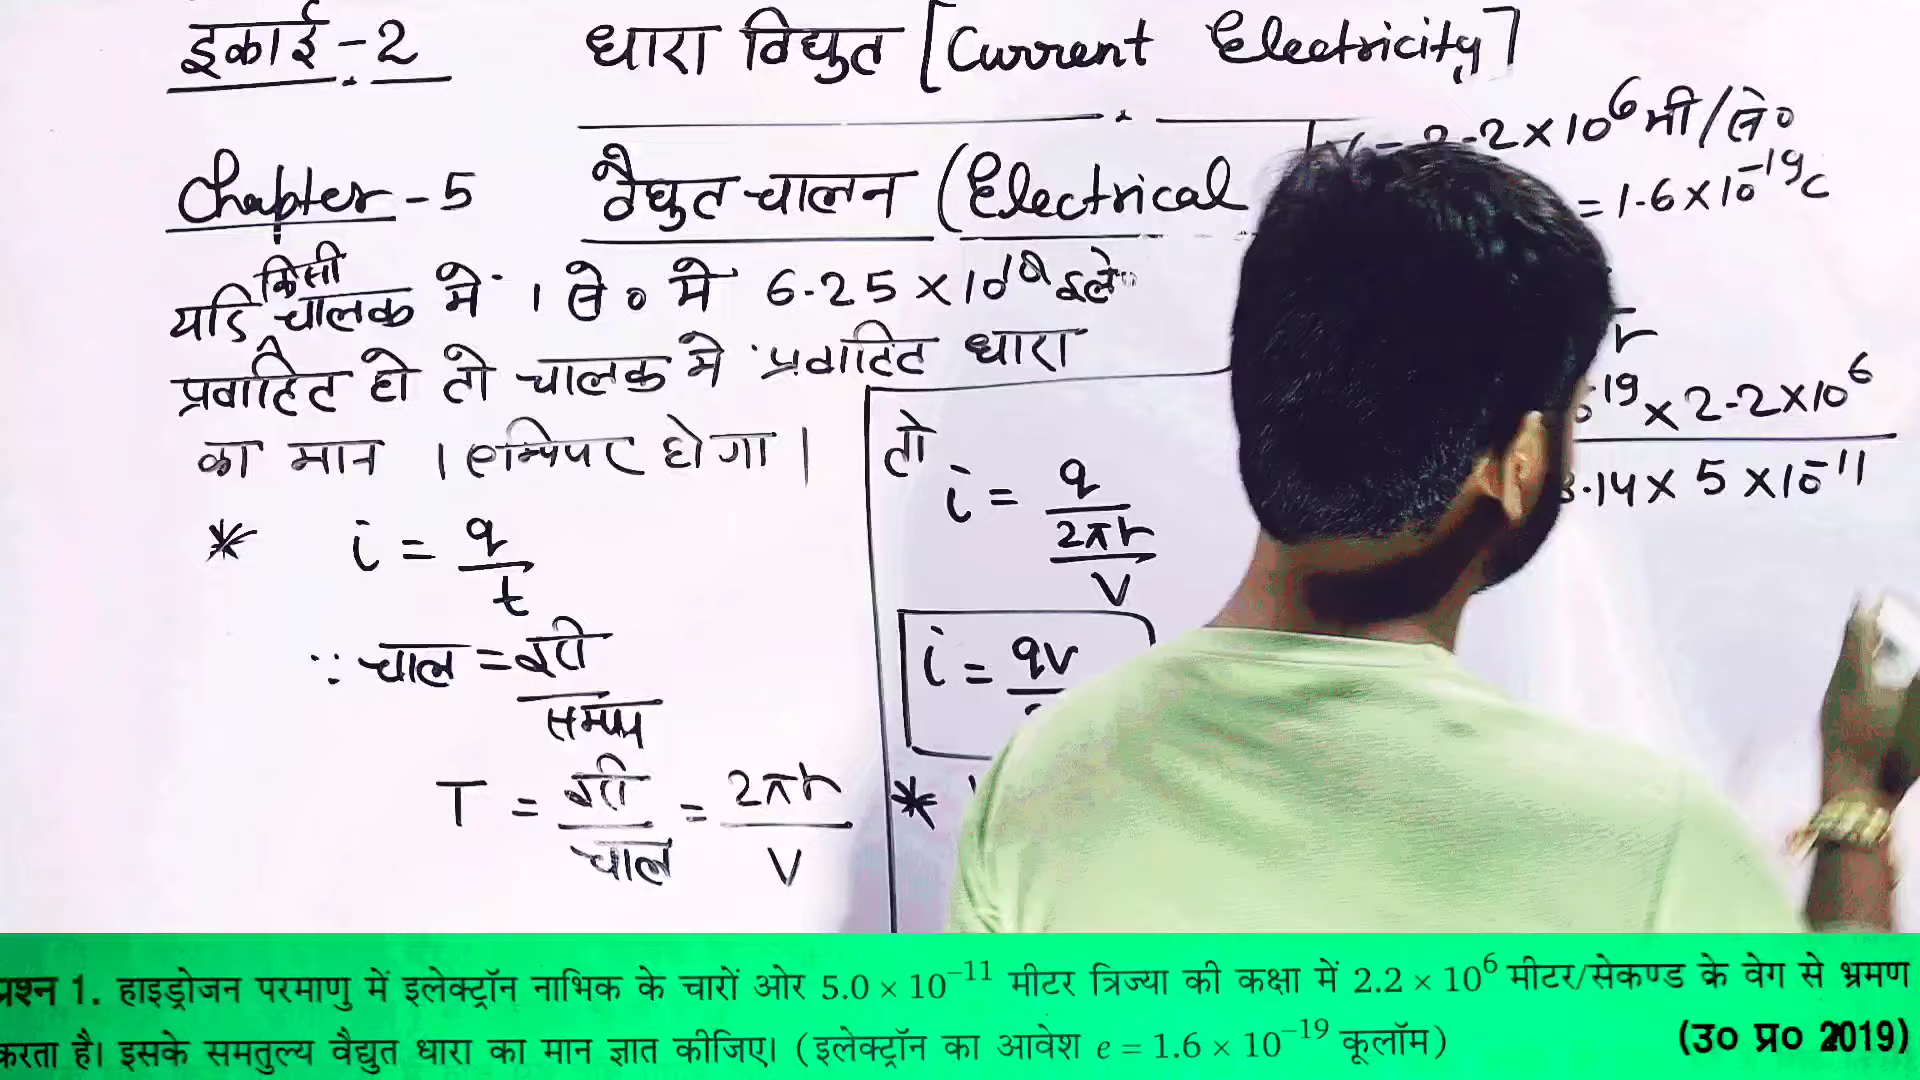 इकाई-2 धारा विद्युत [Current Electricity]
Chapter-5 वैद्युत चालन (Electrical
यदि किसी चालक में 1 से० में 6.25×10¹⁸ इले०
प्रवाहित हो तो चालक में प्रवाहित धारा
का मान 1 एम्पियर होगा।
* i = q/t
∵ चाल = दूरी/समय
T = दूरी/चाल = 2πr/V
तो
i = q/(2πr/V)
i = qv
*
2.2×10⁶ मी/से०
= 1.6×10⁻¹⁹C
r
19 × 2.2×10⁶
3.14 × 5 ×10⁻¹¹
प्रश्न 1. हाइड्रोजन परमाणु में इलेक्ट्रॉन नाभिक के चारों ओर 5.0 × 10⁻¹¹ मीटर त्रिज्या की कक्षा में 2.2 × 10⁶ मीटर/सेकण्ड के वेग से भ्रमण
करता है। इसके समतुल्य वैद्युत धारा का मान ज्ञात कीजिए। (इलेक्ट्रॉन का आवेश e = 1.6 × 10⁻¹⁹ कूलॉम) (उ० प्र० 2019)